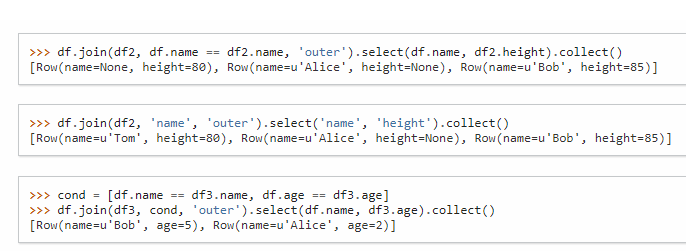 >>> df.join(df2, df.name == df2.name, 'outer').select(df.name, df2.height).collect()
[Row(name=None, height=80), Row(name=u'Alice', height=None), Row(name=u'Bob', height=85)]
>>> df.join(df2, 'name', 'outer').select('name', 'height').collect()
[Row(name=u'Tom', height=80), Row(name=u'Alice', height=None), Row(name=u'Bob', height=85)]
>>> cond = [df.name == df3.name, df.age == df3.age]
>>> df.join(df3, cond, 'outer').select(df.name, df3.age).collect()
[Row(name=u'Bob', age=5), Row(name=u'Alice', age=2)]